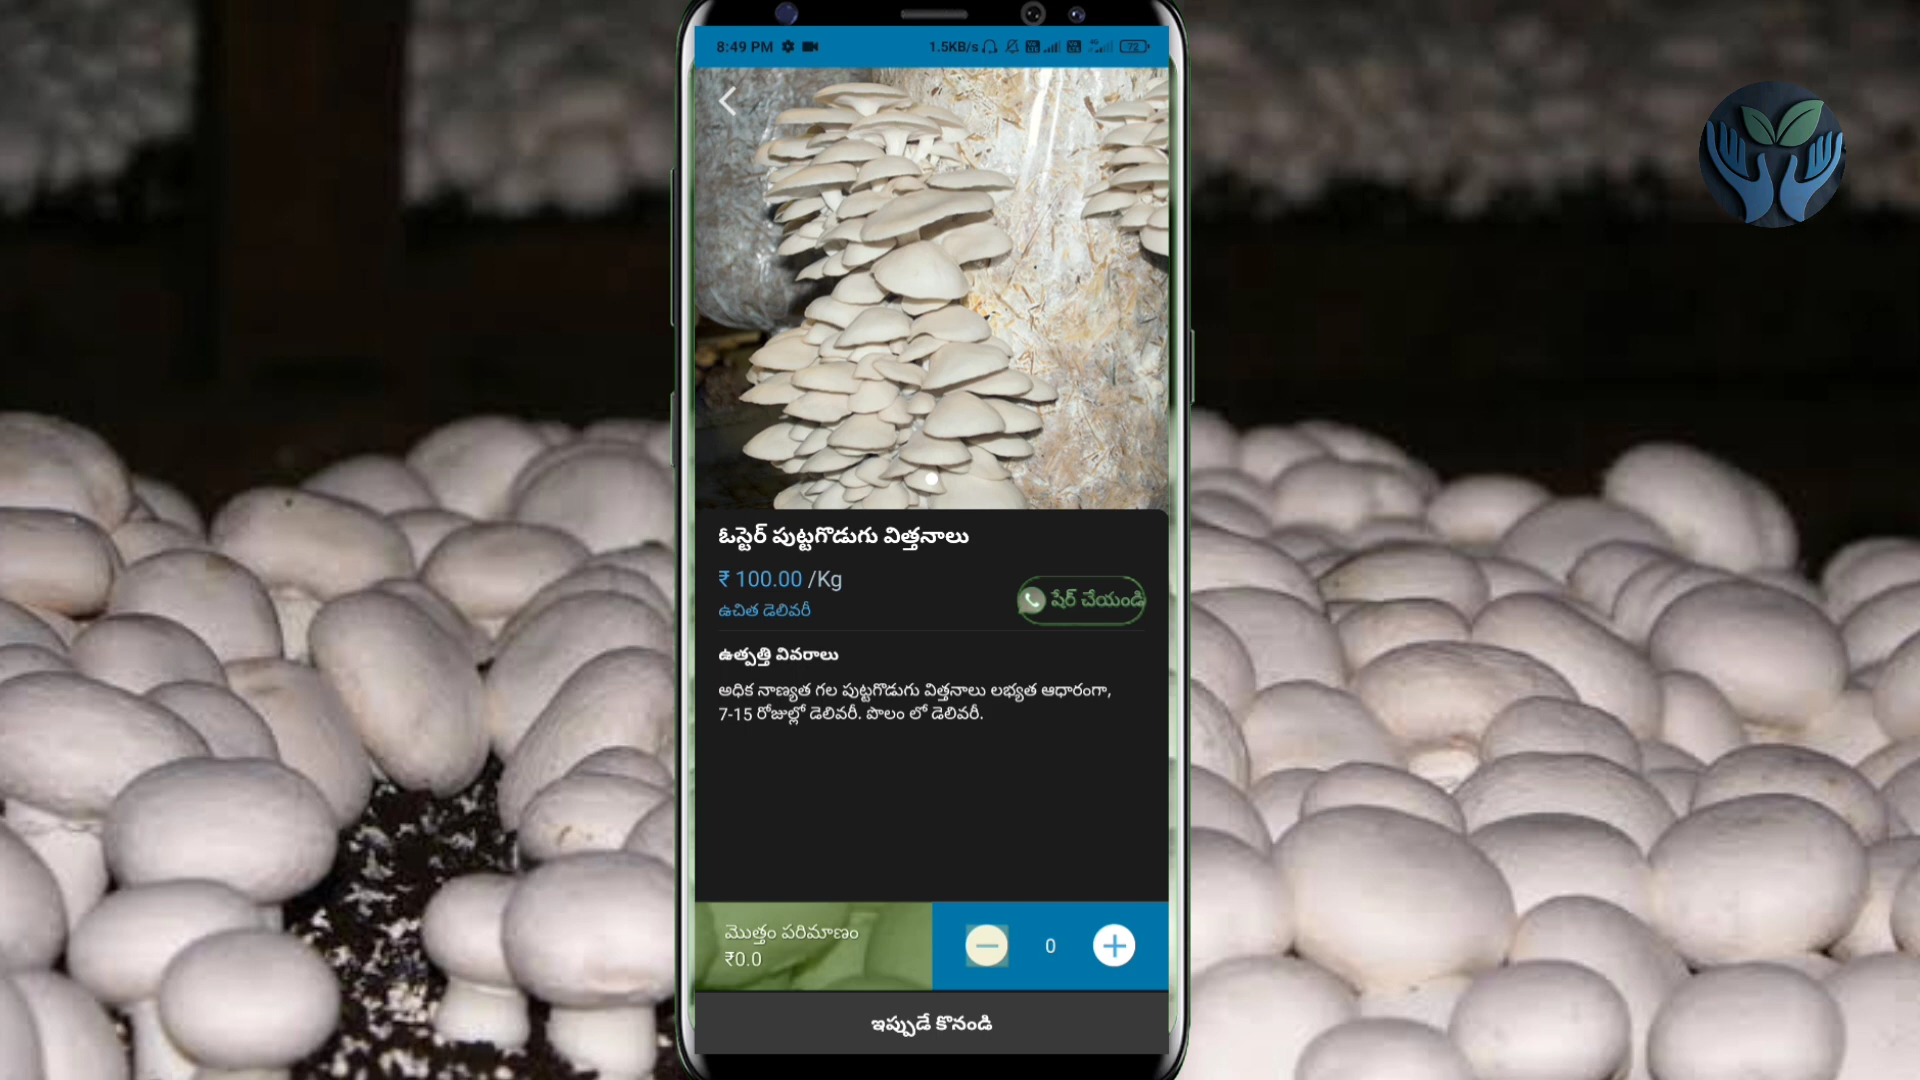 8:49 PM
1.5KB/s
72
ఓస్టెర్ పుట్టగొడుగు విత్తనాలు
₹ 100.00 /Kg
ఉచిత డెలివరీ
షేర్ చేయండి
ఉత్పత్తి వివరాలు
అధిక నాణ్యత గల పుట్టగొడుగు విత్తనాలు లభ్యత ఆధారంగా,
7-15 రోజుల్లో డెలివరీ. పొలం లో డెలివరీ.
మొత్తం పరిమాణం
₹0.0
0
ఇప్పుడే కొనండి